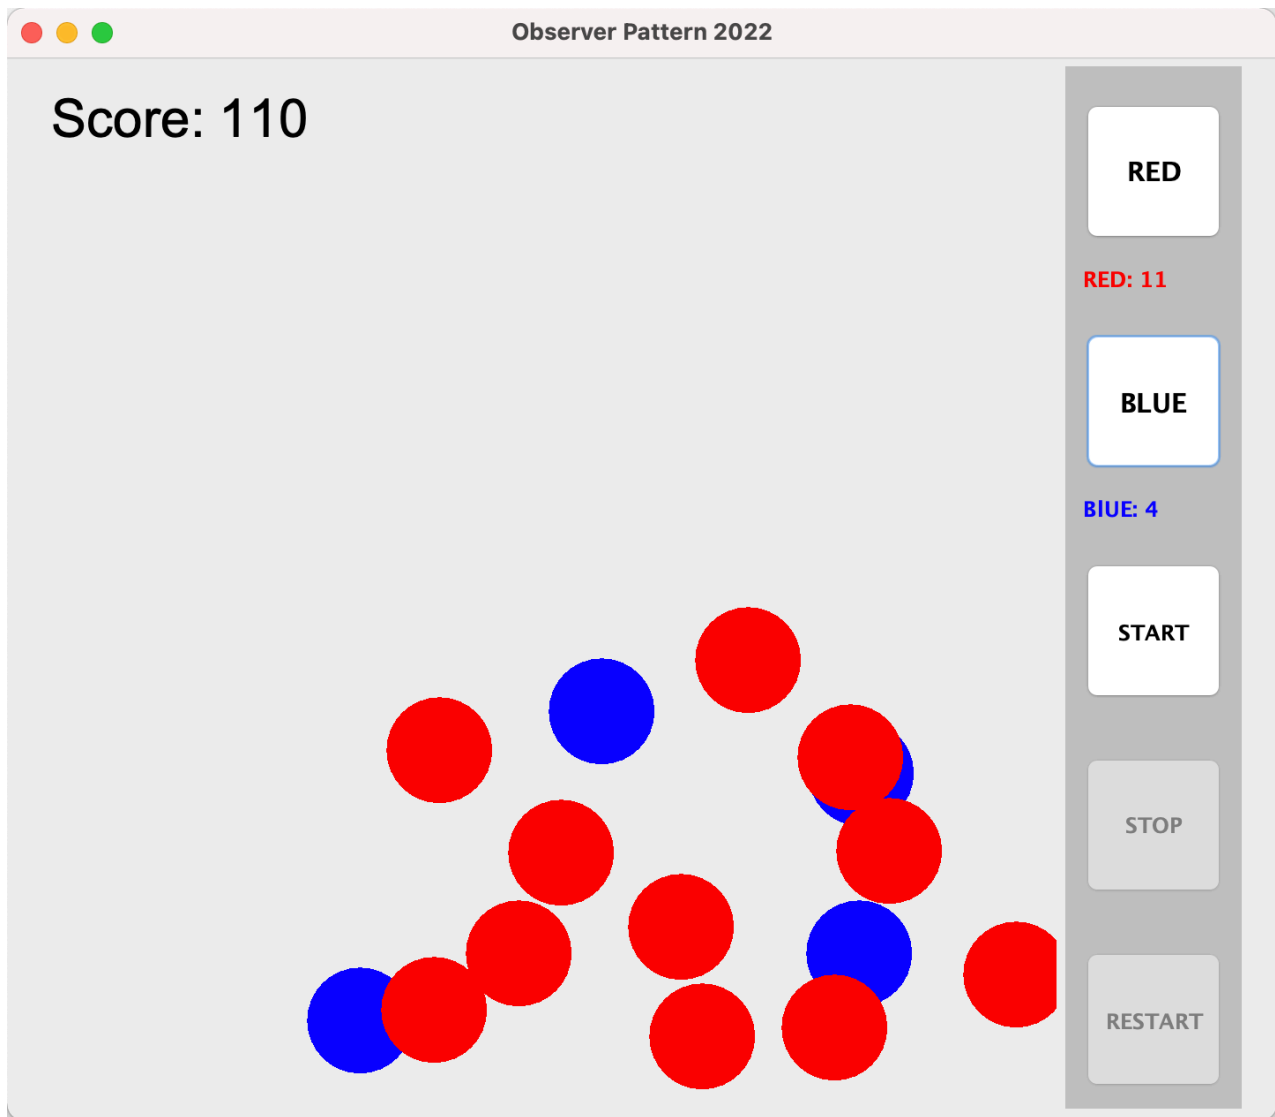 Observer Pattern 2022
Score: 110
RED
RED: 11
BLUE
BlUE: 4
START
STOP
RESTART